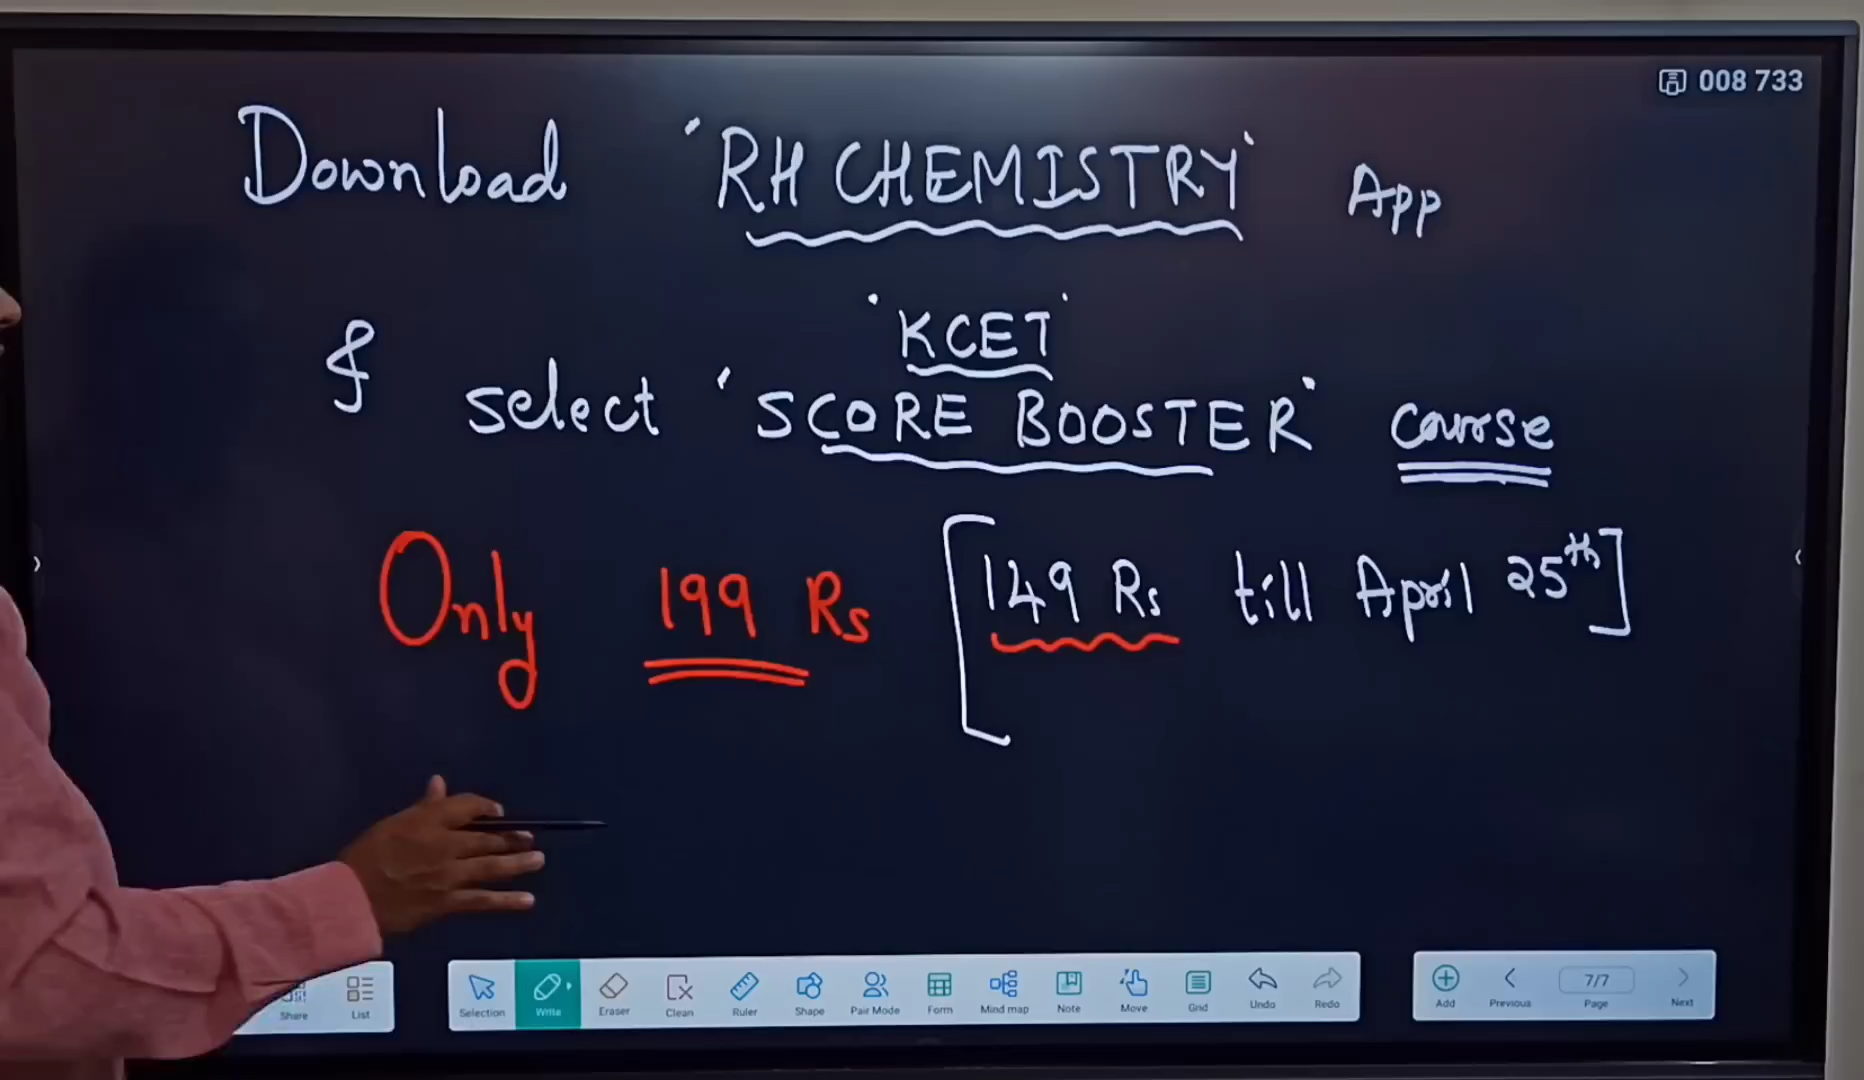 008 733
Download 'RH CHEMISTRY' App
'KCET'
& select 'SCORE BOOSTER' course
Only 199 Rs [149 Rs till April 25th]
Share List Selection Write Eraser Clean Ruler Shape Pair Mode Form Mind map Note Move Grid Undo Redo Add Previous 7/7 Page Next